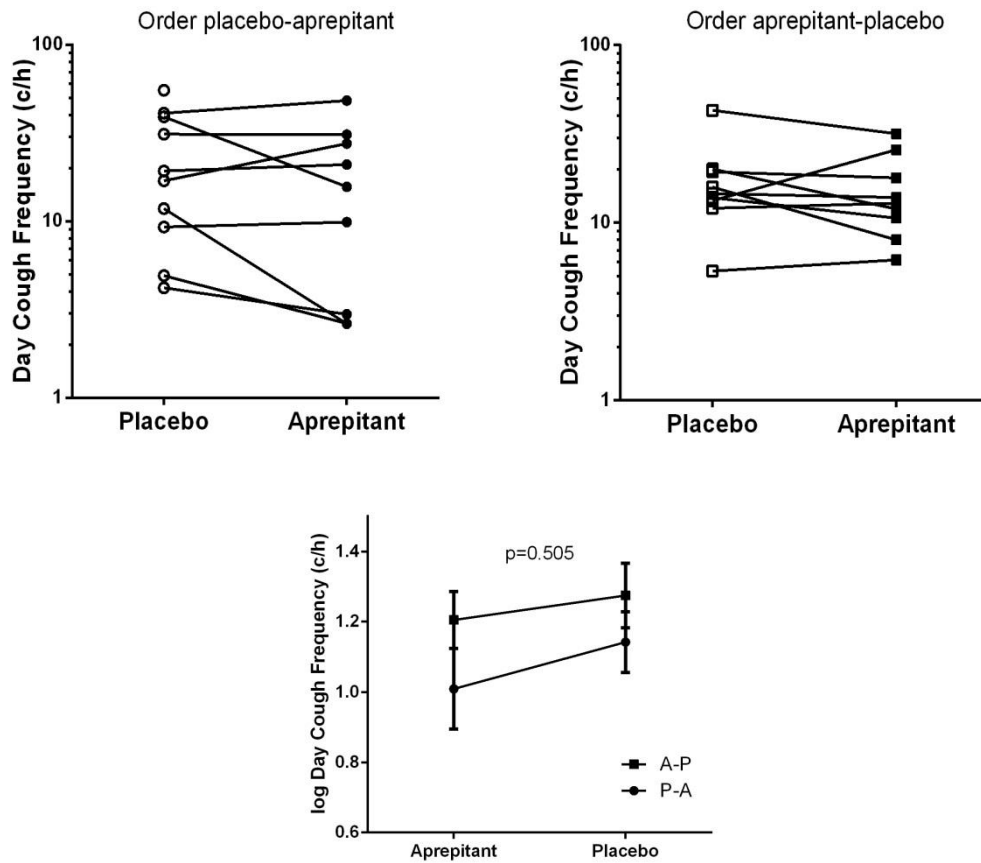 Order placebo-aprepitant
Day Cough Frequency (c/h)
100
10
1
Placebo Aprepitant
Order aprepitant-placebo
Day Cough Frequency (c/h)
100
10
1
Placebo Aprepitant
log Day Cough Frequency (c/h)
1.4
1.2
1.0
0.8
0.6
p=0.505
A-P
P-A
Aprepitant Placebo